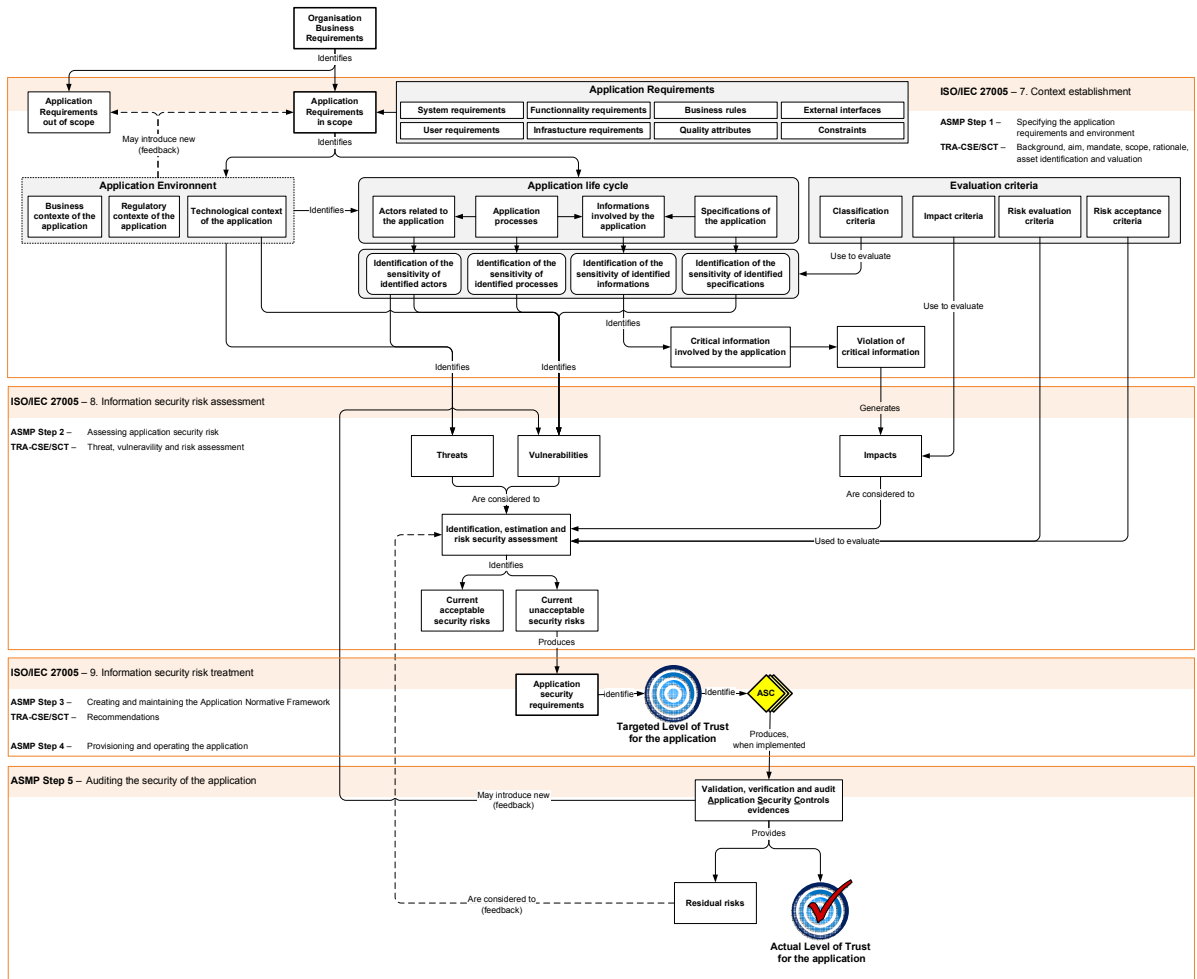 Organisation
Business
Requirements
Identifies
Application
Requirements
out of scope
Application
Requirements
in scope
Application Requirements
System requirements
Functionnality requirements
Business rules
External interfaces
User requirements
Infrastucture requirements
Quality attributes
Constraints
ISO/IEC 27005 – 7. Context establishment
ASMP Step 1 – Specifying the application
requirements and environment
TRA-CSE/SCT – Background, aim, mandate, scope, rationale,
asset identification and valuation
May introduce new
(feedback)
Identifies
Application Environment
Business
contexte of the
application
Regulatory
contexte of the
application
Technological context
of the application
Identifies
Application life cycle
Actors related to
the application
Application
processes
Informations
involved by the
application
Specifications of
the application
Evaluation criteria
Classification
criteria
Impact criteria
Risk evaluation
criteria
Risk acceptance
criteria
Identification of the
sensitivity of
identified actors
Identification of the
sensitivity of
identified processes
Identification of the
sensitivity of identified
informations
Identification of the
sensitivity of identified
specifications
Use to evaluate
Use to evaluate
Identifies
Critical information
involved by the application
Violation of
critical information
Identifies
Identifies
ISO/IEC 27005 – 8. Information security risk assessment
ASMP Step 2 – Assessing application security risk
TRA-CSE/SCT – Threat, vulneravility and risk assessment
Generates
Threats
Vulnerabilities
Impacts
Are considered to
Are considered to
Identification, estimation and
risk security assessment
Used to evaluate
Identifies
Current
acceptable
security risks
Current
unacceptable
security risks
Produces
ISO/IEC 27005 – 9. Information security risk treatment
ASMP Step 3 – Creating and maintaining the Application Normative Framework
TRA-CSE/SCT – Recommendations
ASMP Step 4 – Provisioning and operating the application
Application
security
requirements
identifie
Targeted Level of Trust
for the application
Identifie
ASC
Produces,
when implemented
ASMP Step 5 – Auditing the security of the application
May introduce new
(feedback)
Validation, verification and audit
Application Security Controls
evidences
Provides
Are considered to
(feedback)
Residual risks
Actual Level of Trust
for the application